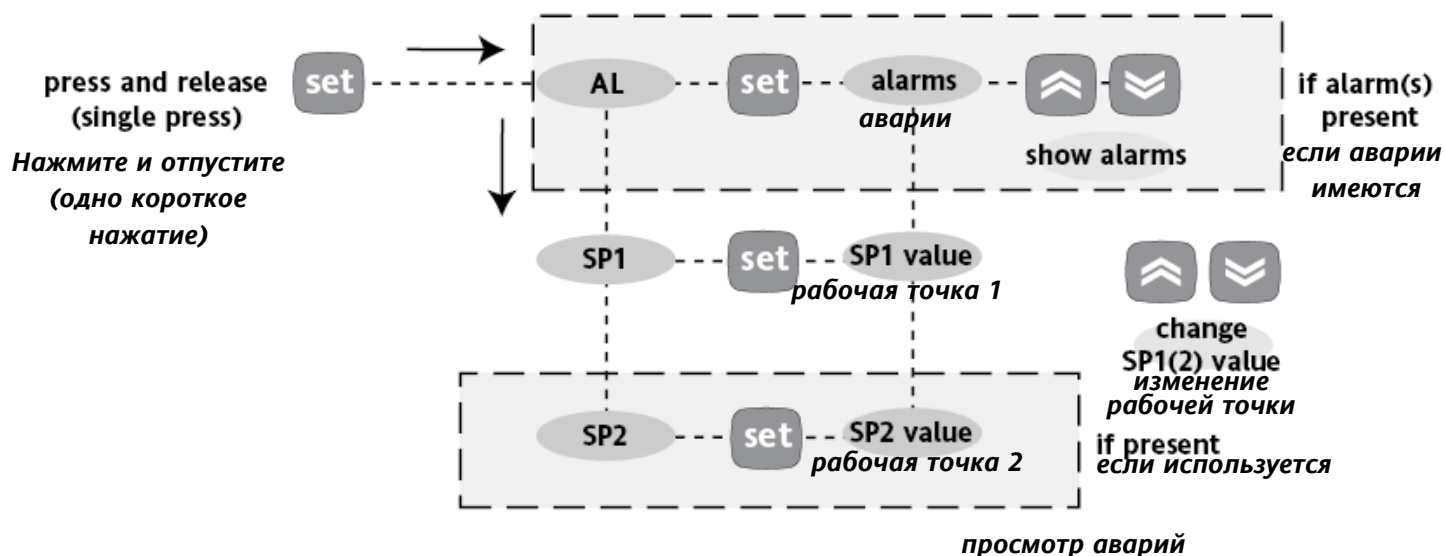 press and release
(single press)
Нажмите и отпустите
(одно короткое
нажатие)
set
AL
set
alarms
аварии
show alarms
if alarm(s)
present
если аварии
имеются
SP1
set
SP1 value
рабочая точка 1
change
SP1(2) value
изменение
рабочей точки
SP2
set
SP2 value
рабочая точка 2
if present
если используется
просмотр аварий